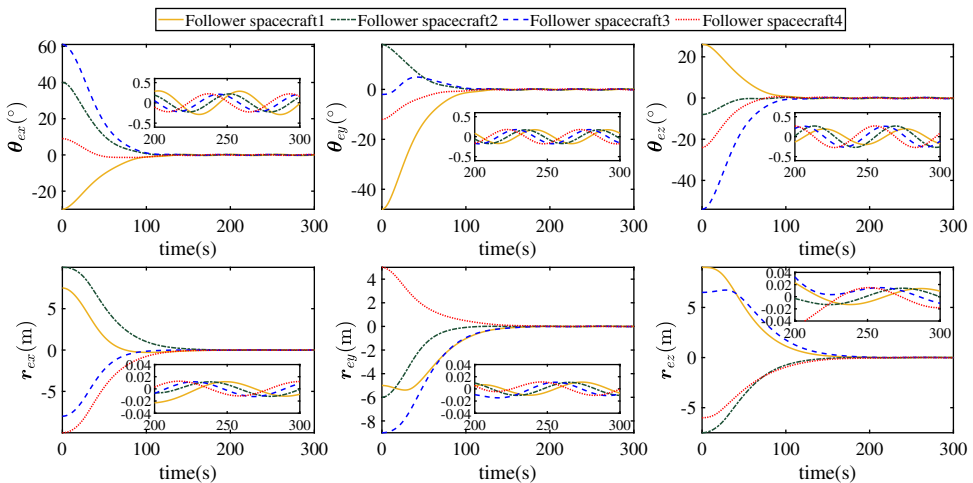 Follower spacecraft1 Follower spacecraft2 Follower spacecraft3 Follower spacecraft4
θex(°)
60
40
20
0
-20
0 100 200 300
time(s)
0.5
0
-0.5
200 250 300
θey(°)
0
-20
-40
0 100 200 300
time(s)
0.5
0
-0.5
200 250 300
θez(°)
20
0
-20
-40
0 100 200 300
time(s)
0.5
0
-0.5
200 250 300
rex(m)
5
0
-5
0 100 200 300
time(s)
0.04
0.02
0
-0.02
-0.04
200 250 300
rey(m)
4
2
0
-2
-4
-6
-8
0 100 200 300
time(s)
0.04
0.02
0
-0.02
-0.04
200 250 300
rez(m)
5
0
-5
0 100 200 300
time(s)
0.04
0.02
0
-0.02
-0.04
200 250 300